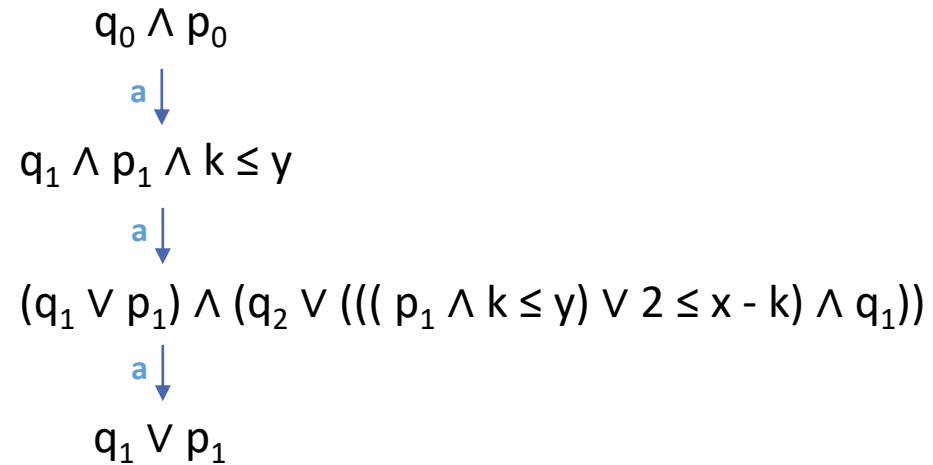 q₀ ∧ p₀
a
q₁ ∧ p₁ ∧ k ≤ y
a
(q₁ ∨ p₁) ∧ (q₂ ∨ ((( p₁ ∧ k ≤ y) ∨ 2 ≤ x - k) ∧ q₁))
a
q₁ ∨ p₁